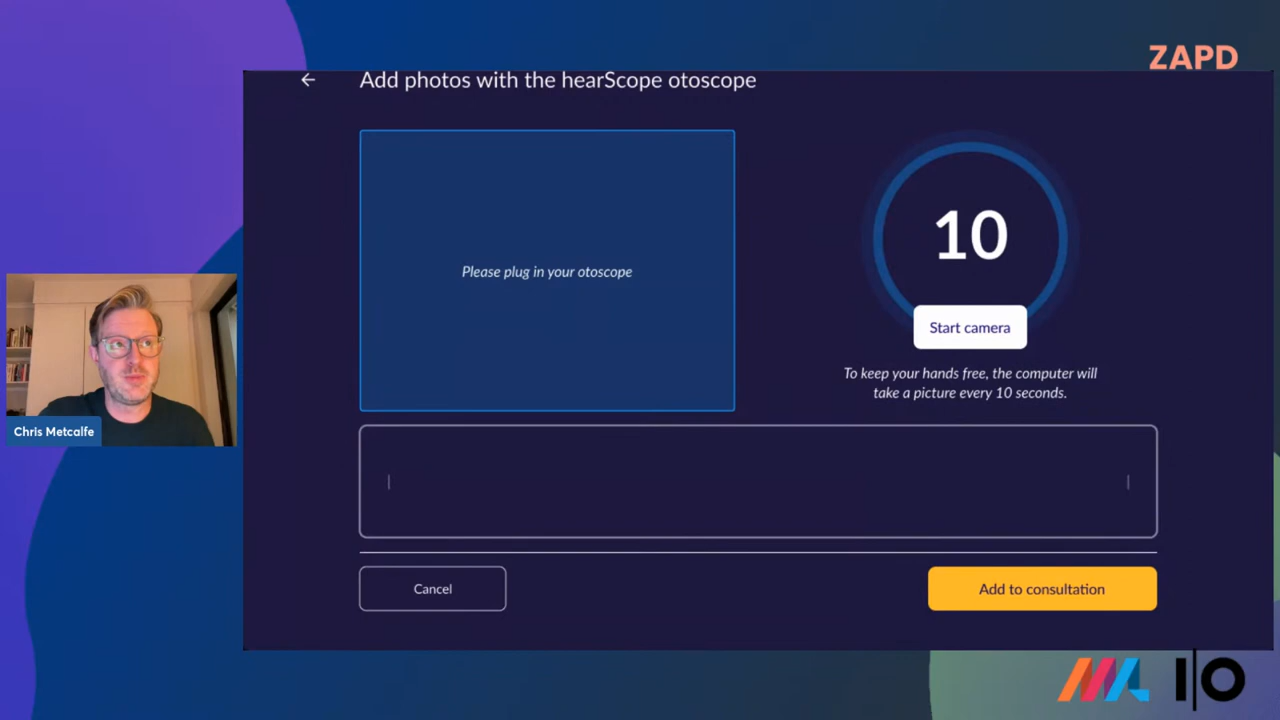 ZAPD
Add photos with the hearScope otoscope
Please plug in your otoscope
10
Start camera
To keep your hands free, the computer will
take a picture every 10 seconds.
Chris Metcalfe
Cancel
Add to consultation
ML I|O